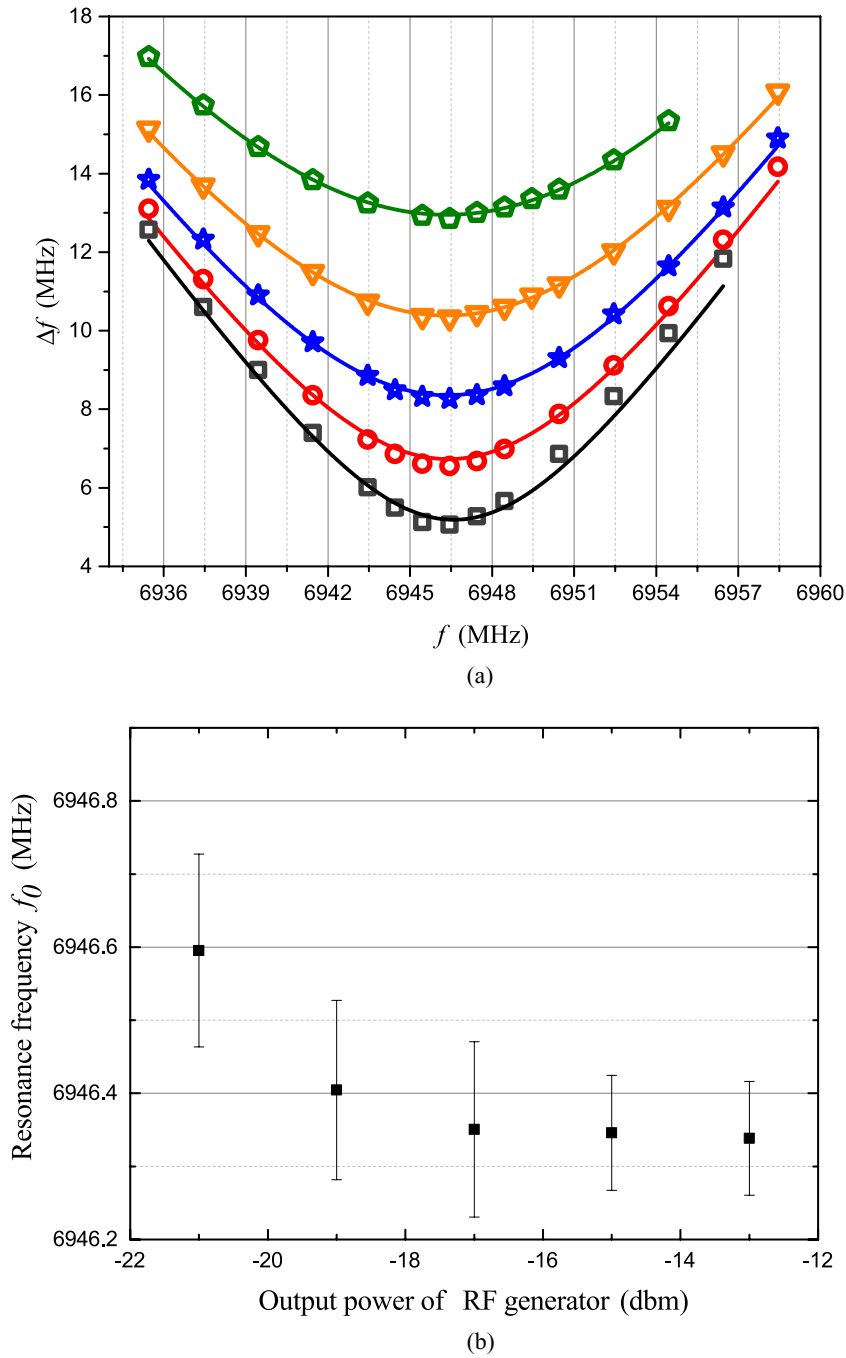 18
16
14
12
10
8
6
4
Δf (MHz)
6936 6939 6942 6945 6948 6951 6954 6957 6960
f (MHz)
(a)
6946.8
6946.6
6946.4
6946.2
Resonance frequency f0 (MHz)
-22 -20 -18 -16 -14 -12
Output power of RF generator (dbm)
(b)